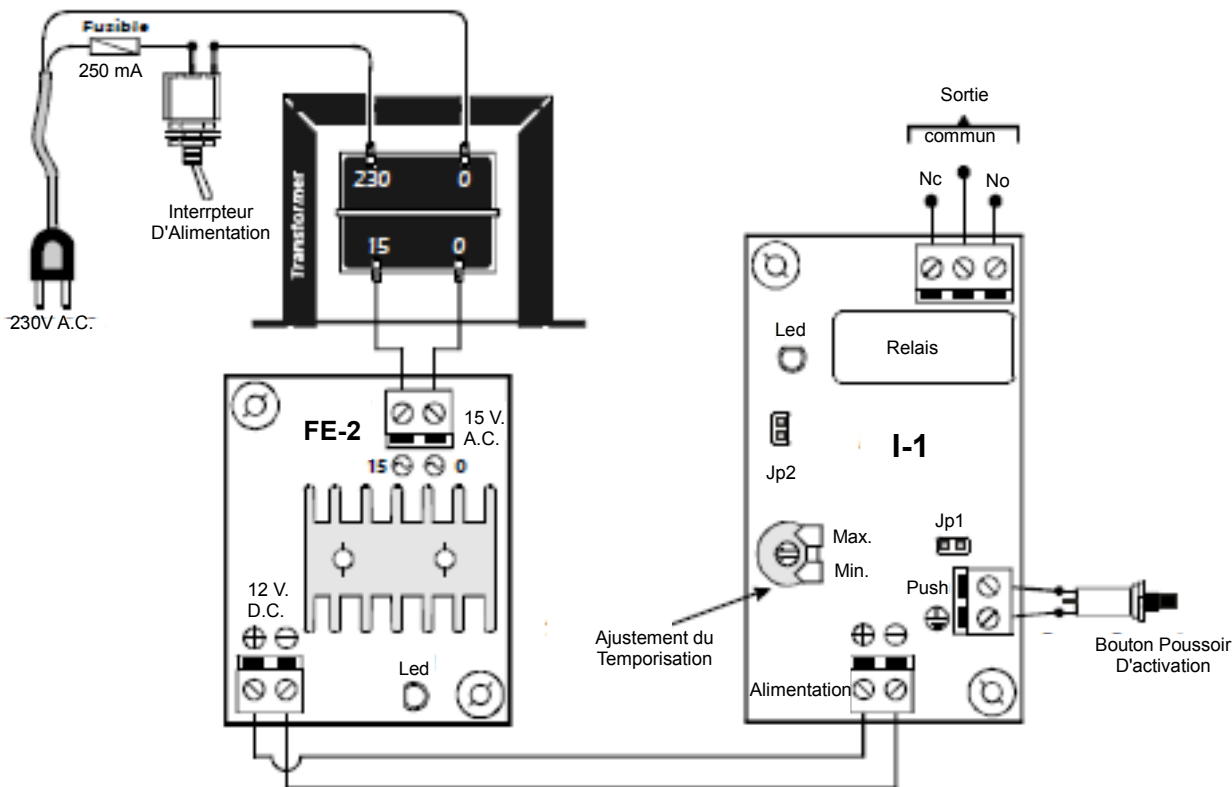 Fuzible
250 mA
Interrpteur
D'Alimentation
230V A.C.
Transformer
230 0
15 0
FE-2
15 V.
A.C.
15 0
12 V.
D.C.
Led
Sortie
commun
Nc No
Led
Relais
Jp2
I-1
Jp1
Max.
Min.
Push
Ajustement du
Temporisation
Alimentation
Bouton Poussoir
D'activation